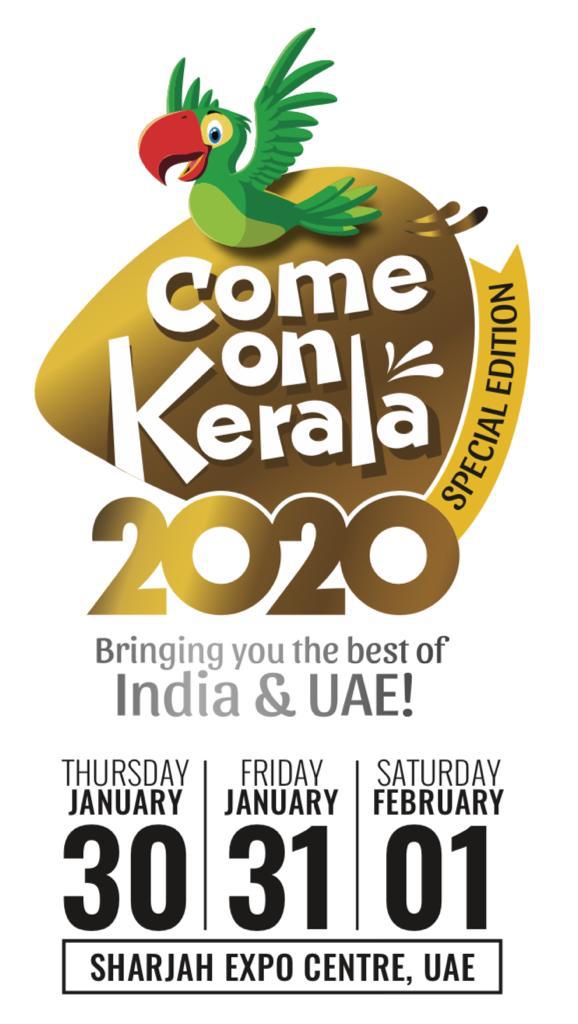 Come
on
Kerala
SPECIAL EDITION
2020
Bringing you the best of
India & UAE!
THURSDAY
JANUARY
30
FRIDAY
JANUARY
31
SATURDAY
FEBRUARY
01
SHARJAH EXPO CENTRE, UAE